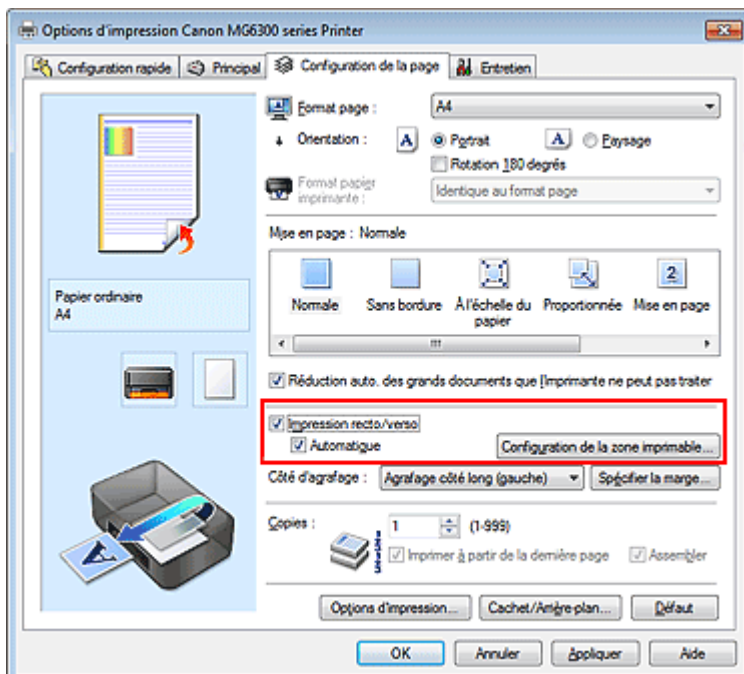 Options d'impression Canon MG6300 series Printer
Configuration rapide Principal Configuration de la page Entretien
Format page : A4
Orientation : A Portrait A Paysage
Rotation 180 degrés
Format papier imprimante : Identique au format page
Mise en page : Normale
Normale Sans bordure À l'échelle du papier Proportionnée Mise en page
2
Papier ordinaire
A4
Réduction auto. des grands documents que l'imprimante ne peut pas traiter
Impression recto/verso
Automatique Configuration de la zone imprimable...
Côté d'agrafage : Agrafage côté long (gauche) Spécifier la marge...
Copies : 1 (1-999)
Imprimer à partir de la dernière page Assembler
Options d'impression... Cachet/Arrière-plan... Défaut
OK Annuler Appliquer Aide